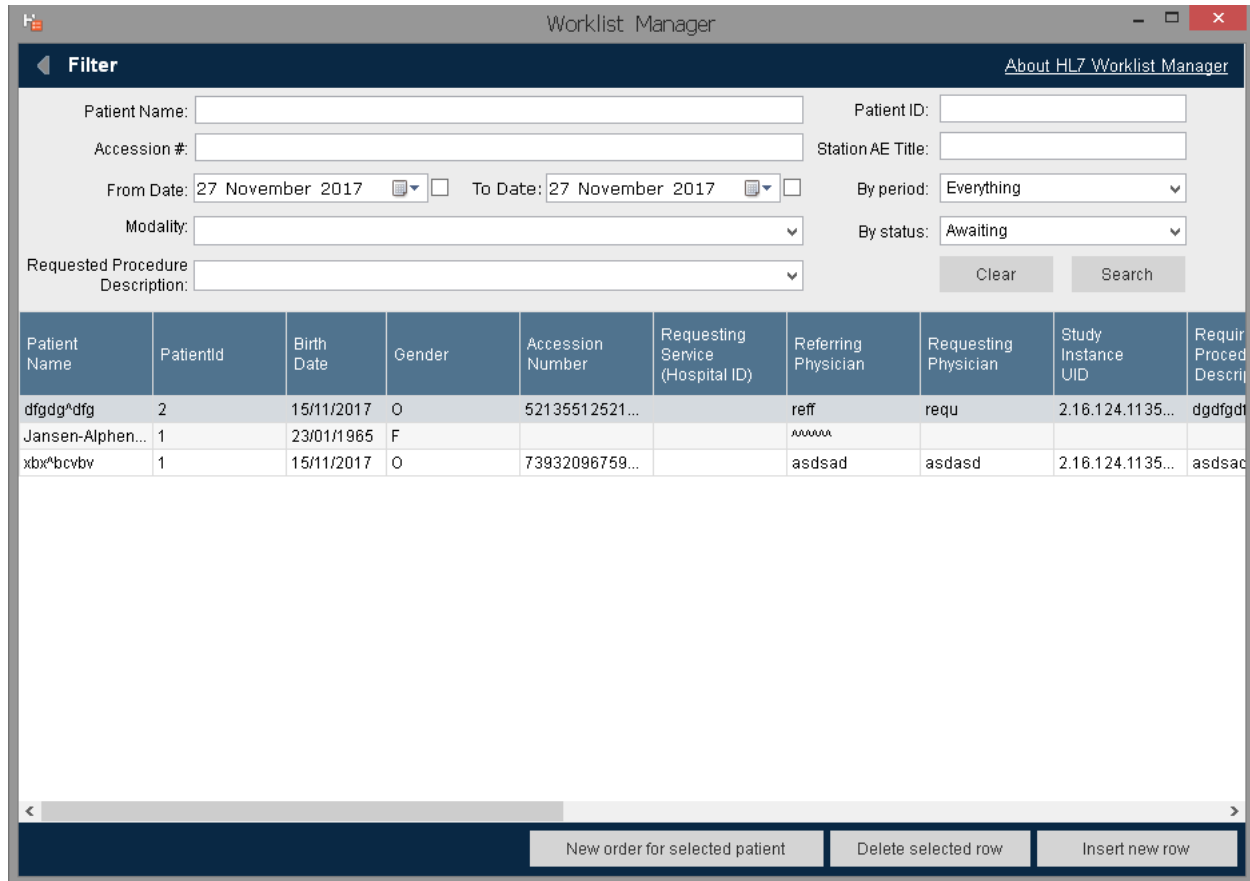 Worklist Manager
Filter About HL7 Worklist Manager
Patient Name: Patient ID:
Accession #: Station AE Title:
From Date: 27 November 2017 To Date: 27 November 2017 By period: Everything
Modality: By status: Awaiting
Requested Procedure
Description:
Clear Search
Patient Name PatientId Birth Date Gender Accession Number Requesting Service (Hospital ID) Referring Physician Requesting Physician Study Instance UID Requir Proced Descrip
dfgdg^dfg 2 15/11/2017 O 52135512521... reff requ 2.16.124.1135... dgdfgdf
Jansen-Alphen... 1 23/01/1965 F ^^^^^^
xbx^bcvbv 1 15/11/2017 O 73932096759... asdsad asdasd 2.16.124.1135... asdsad
New order for selected patient Delete selected row Insert new row